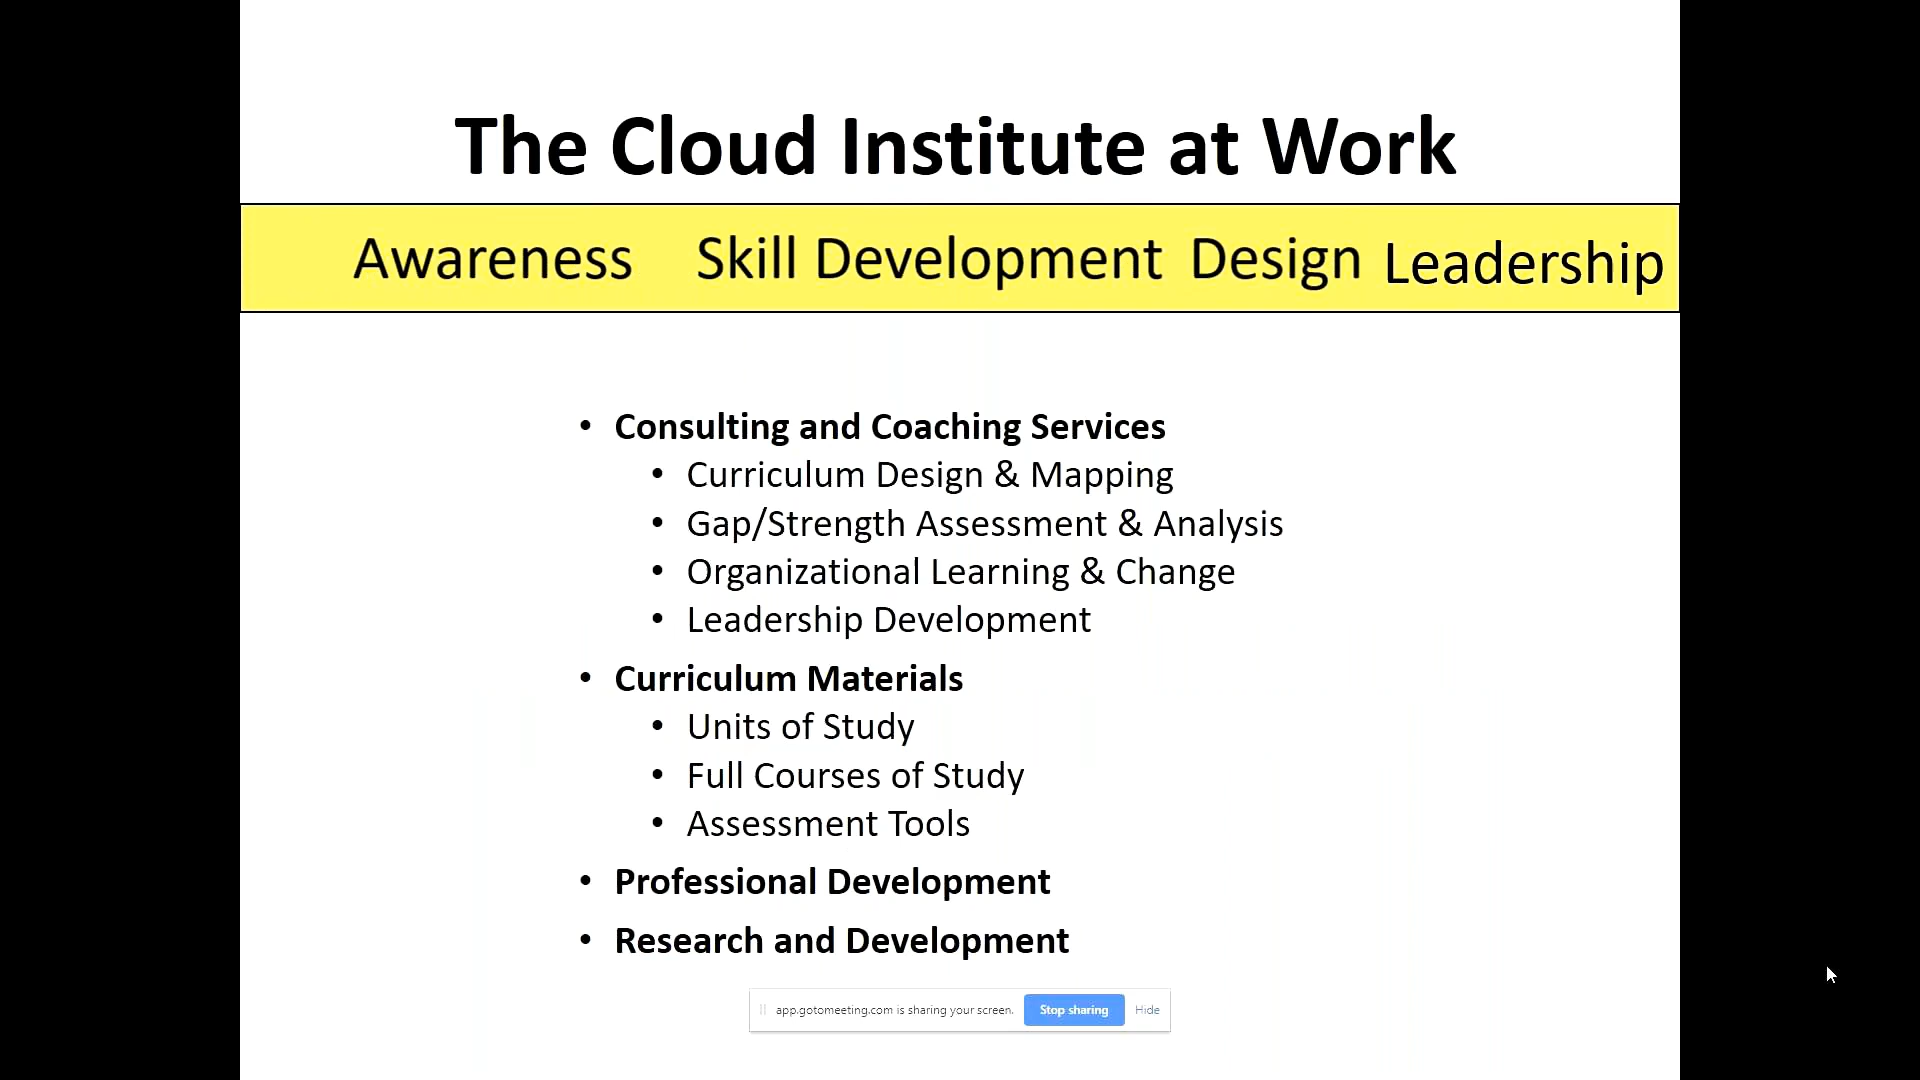 The Cloud Institute at Work
Awareness Skill Development Design Leadership
• Consulting and Coaching Services
• Curriculum Design & Mapping
• Gap/Strength Assessment & Analysis
• Organizational Learning & Change
• Leadership Development
• Curriculum Materials
• Units of Study
• Full Courses of Study
• Assessment Tools
• Professional Development
• Research and Development
app.gotomeeting.com is sharing your screen. Stop sharing Hide